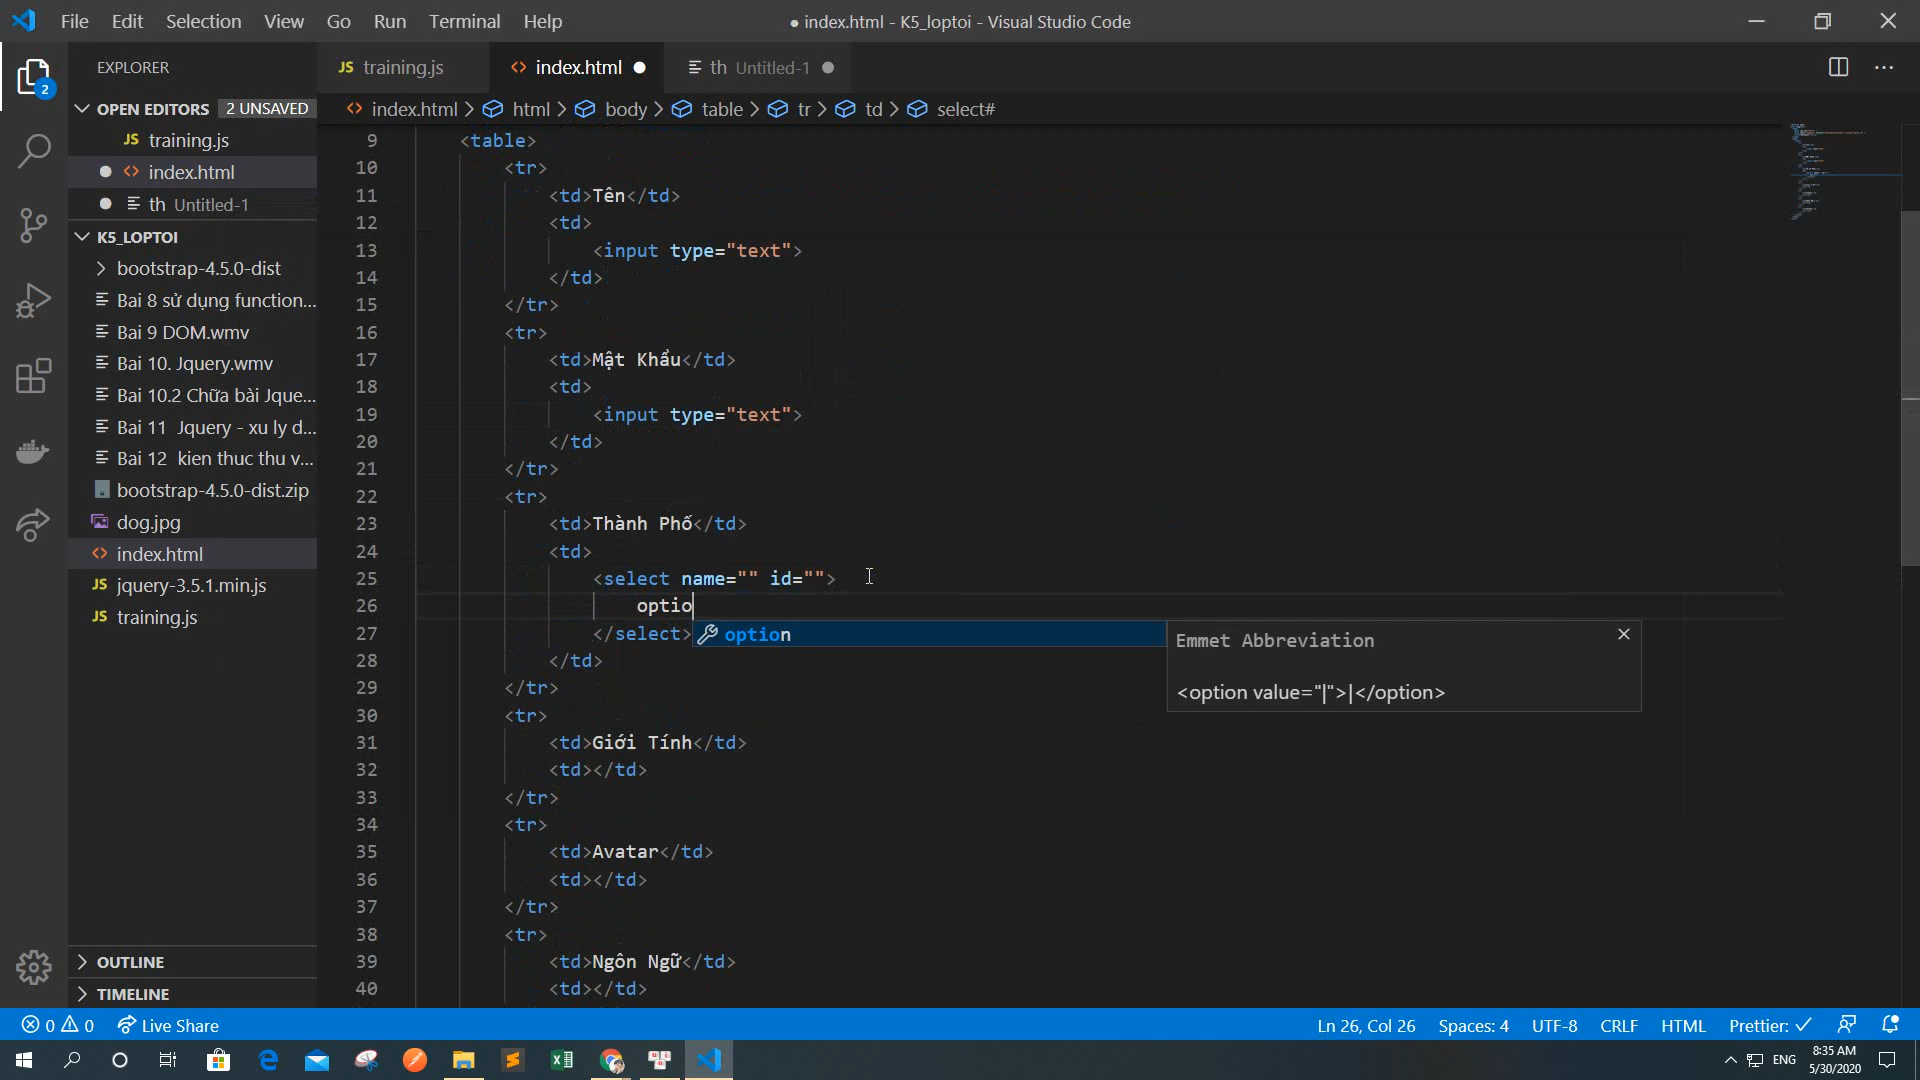 File Edit Selection View Go Run Terminal Help
● index.html - K5_loptoi - Visual Studio Code
2
EXPLORER
OPEN EDITORS 2 UNSAVED
JS training.js
index.html
th Untitled-1
K5_LOPTOI
bootstrap-4.5.0-dist
Bai 8 sử dụng function...
Bai 9 DOM.wmv
Bai 10. Jquery.wmv
Bai 10.2 Chữa bài Jque...
Bai 11 Jquery - xu ly d...
Bai 12 kien thuc thu v...
bootstrap-4.5.0-dist.zip
dog.jpg
index.html
JS jquery-3.5.1.min.js
JS training.js
OUTLINE
TIMELINE
JS training.js
index.html
th Untitled-1
index.html > html > body > table > tr > td > select#
9 <table>
10 <tr>
11 <td>Tên</td>
12 <td>
13 <input type="text">
14 </td>
15 </tr>
16 <tr>
17 <td>Mật Khẩu</td>
18 <td>
19 <input type="text">
20 </td>
21 </tr>
22 <tr>
23 <td>Thành Phố</td>
24 <td>
25 <select name="" id="">
26 optio
27 </select>
option
Emmet Abbreviation
<option value="|">|</option>
28 </td>
29 </tr>
30 <tr>
31 <td>Giới Tính</td>
32 <td></td>
33 </tr>
34 <tr>
35 <td>Avatar</td>
36 <td></td>
37 </tr>
38 <tr>
39 <td>Ngôn Ngữ</td>
40 <td></td>
0 0 Live Share
Ln 26, Col 26 Spaces: 4 UTF-8 CRLF HTML Prettier: ✓
ENG
8:35 AM
5/30/2020